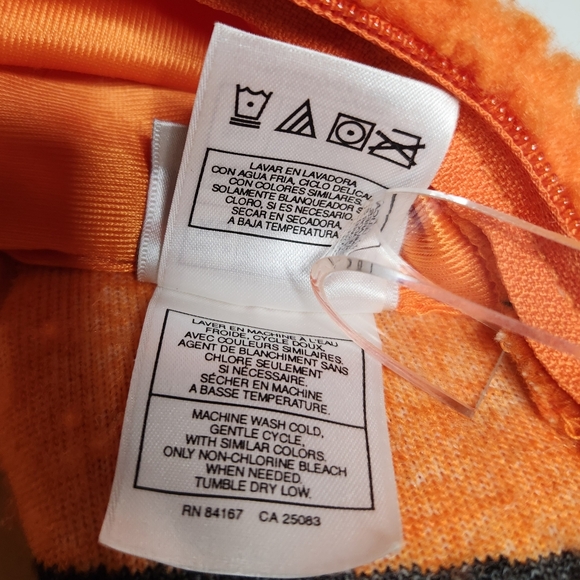 LAVAR EN LAVADORA
CON AGUA FRIA, CICLO DELICA
CON COLORES SIMILARES.
SOLAMENTE BLANQUEADOR S
CLORO, SI ES NECESARIO.
SECAR EN SECADORA,
A BAJA TEMPERATURA
LAVER EN MACHINE A L'EAU
FROIDE, CYCLE DOUX.
AVEC COULEURS SIMILAIRES.
AGENT DE BLANCHIMENT SANS
CHLORE SEULEMENT
SI NÉCESSAIRE.
SÉCHER EN MACHINE
A BASSE TEMPERATURE.
MACHINE WASH COLD,
GENTLE CYCLE,
WITH SIMILAR COLORS.
ONLY NON-CHLORINE BLEACH
WHEN NEEDED.
TUMBLE DRY LOW.
RN 84167 CA 25083